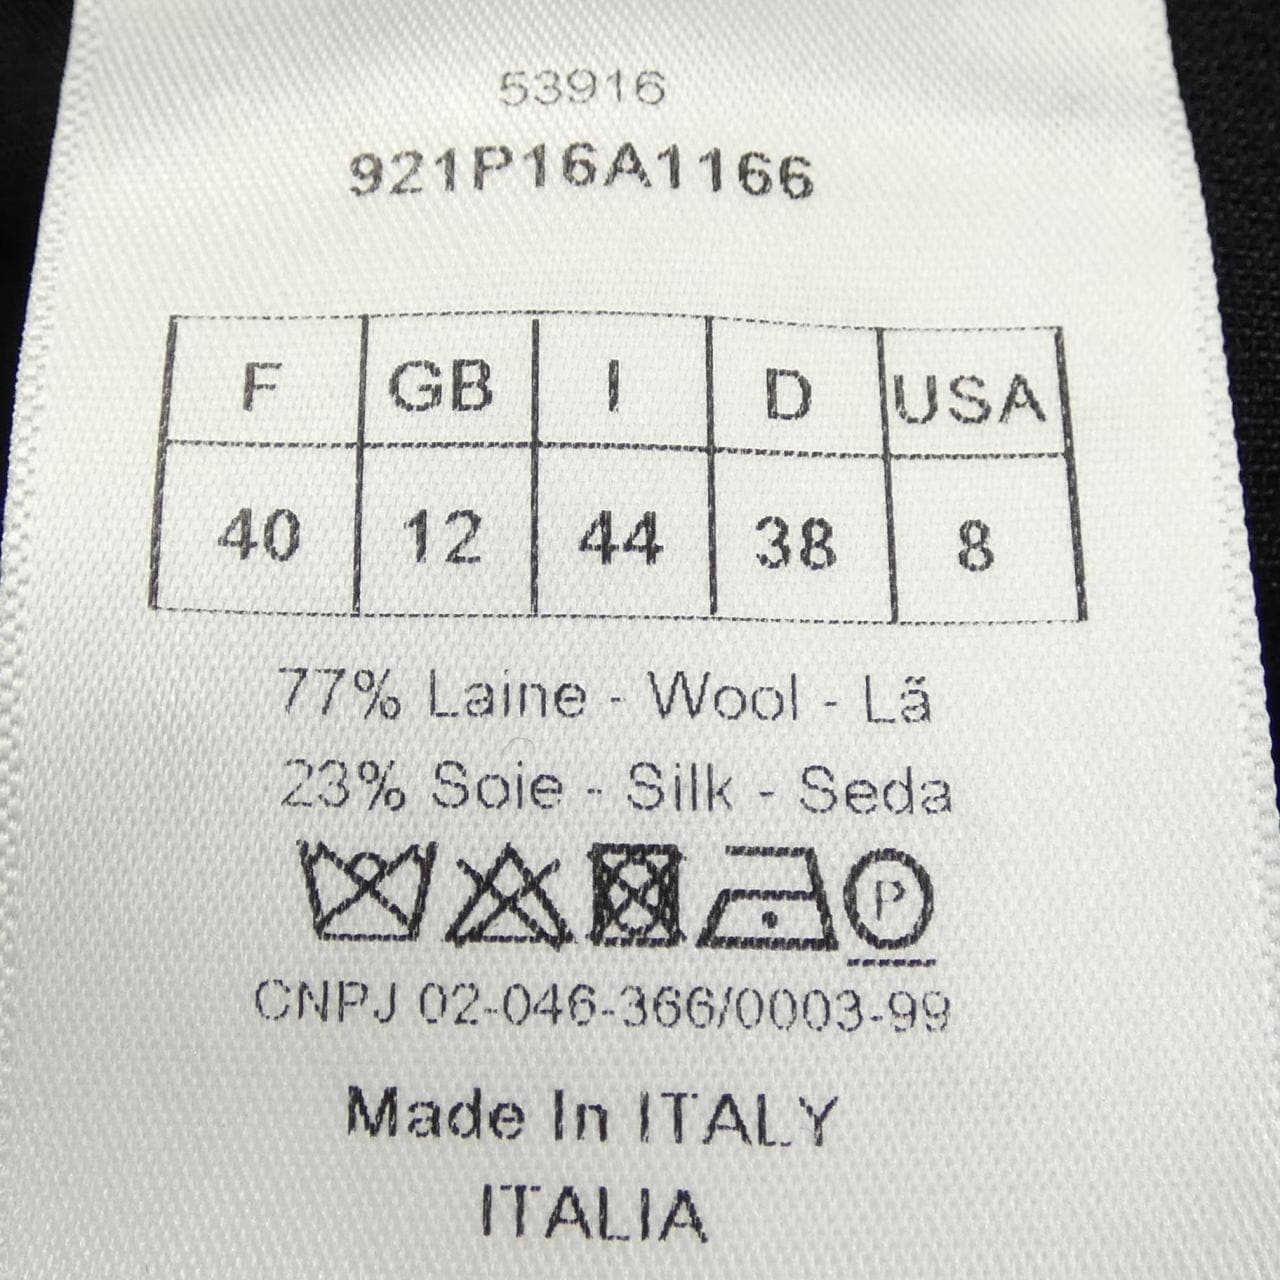 53916
921P16A1166
F GB I D USA
40 12 44 38 8
77% Laine - Wool - Lã
23% Soie - Silk - Seda
P
CNPJ 02-046-366/0003-99
Made In ITALY
ITALIA